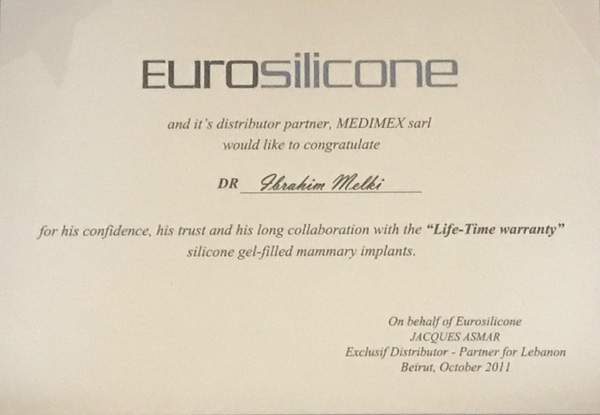 eurosilicone
and it's distributor partner, MEDIMEX sarl
would like to congratulate
DR Ibrahim Melki
for his confidence, his trust and his long collaboration with the "Life-Time warranty"
silicone gel-filled mammary implants.
On behalf of Eurosilicone
JACQUES ASMAR
Exclusif Distributor - Partner for Lebanon
Beirut, October 2011